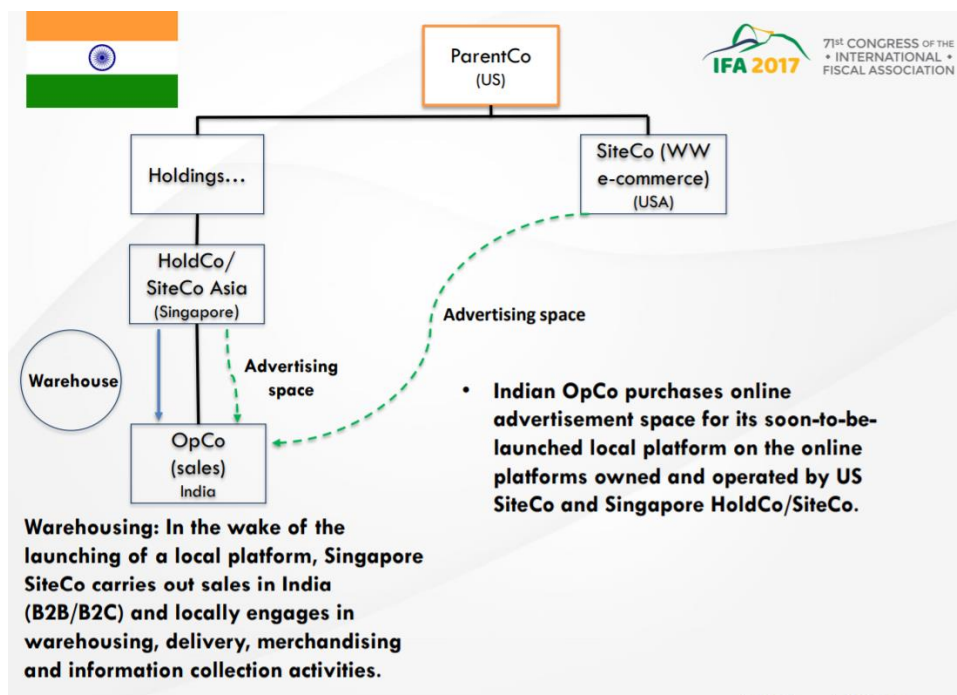 ParentCo
(US)
IFA 2017
71st CONGRESS OF THE
• INTERNATIONAL •
FISCAL ASSOCIATION
Holdings...
SiteCo (WW
e-commerce)
(USA)
HoldCo/
SiteCo Asia
(Singapore)
Advertising space
Warehouse
Advertising
space
OpCo
(sales)
India
• Indian OpCo purchases online
advertisement space for its soon-to-be-
launched local platform on the online
platforms owned and operated by US
SiteCo and Singapore HoldCo/SiteCo.
Warehousing: In the wake of the
launching of a local platform, Singapore
SiteCo carries out sales in India
(B2B/B2C) and locally engages in
warehousing, delivery, merchandising
and information collection activities.